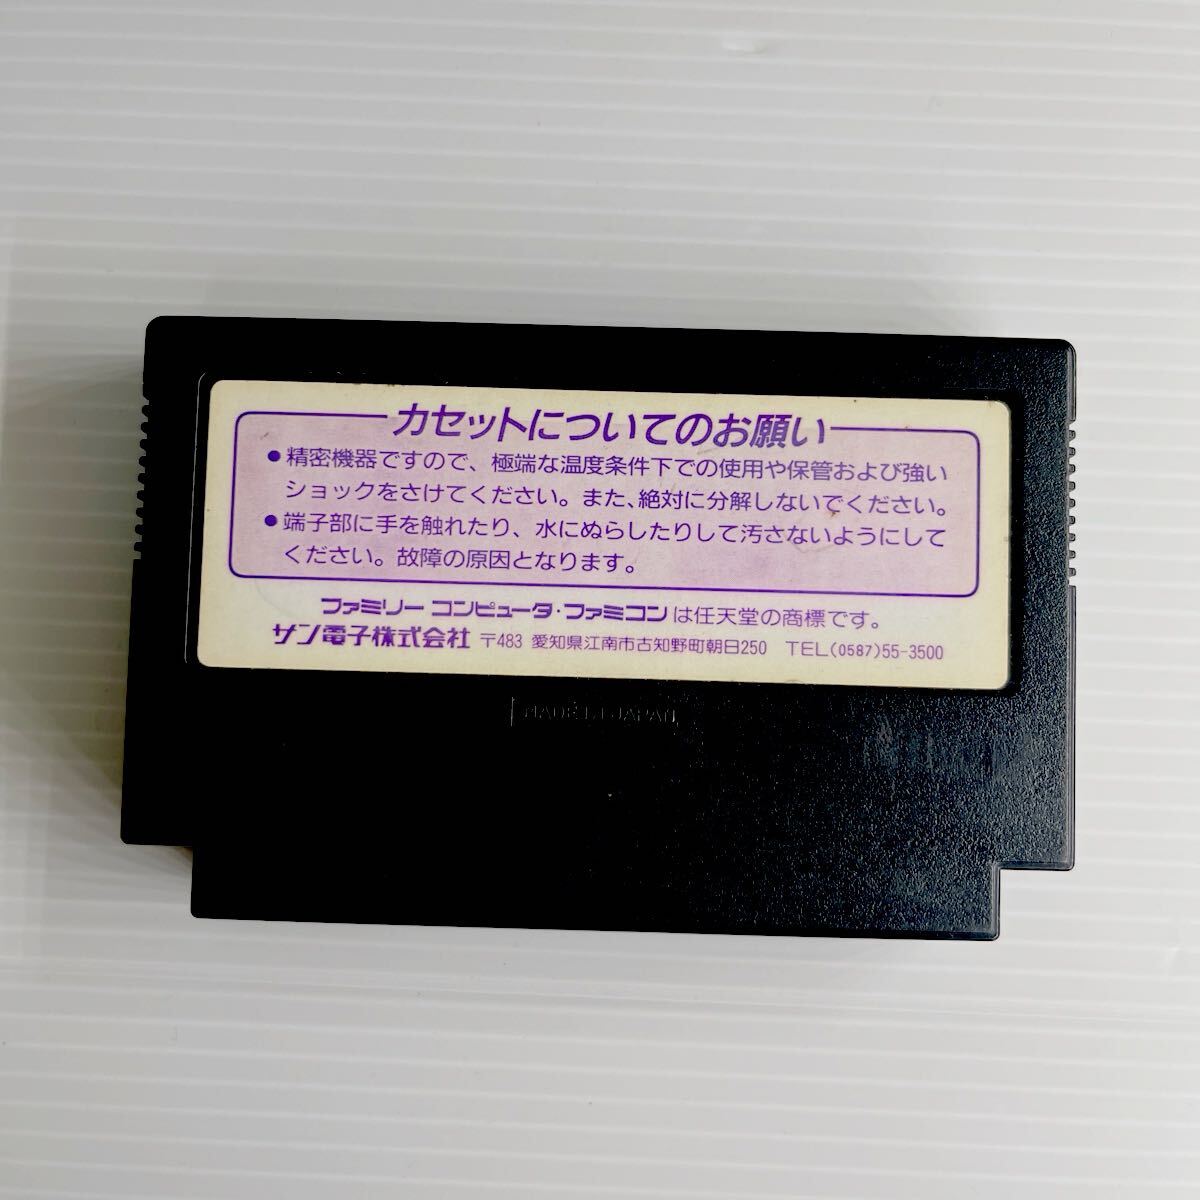 カセットについてのお願い
●精密機器ですので、極端な温度条件下での使用や保管および強い
ショックをさけてください。また、絶対に分解しないでください。
●端子部に手を触れたり、水にぬらしたりして汚さないようにして
ください。故障の原因となります。
ファミリー コンピュータ・ファミコンは任天堂の商標です。
サン電子株式会社 〒483 愛知県江南市古知野町朝日250 TEL(0587)55-3500
MADE IN JAPAN